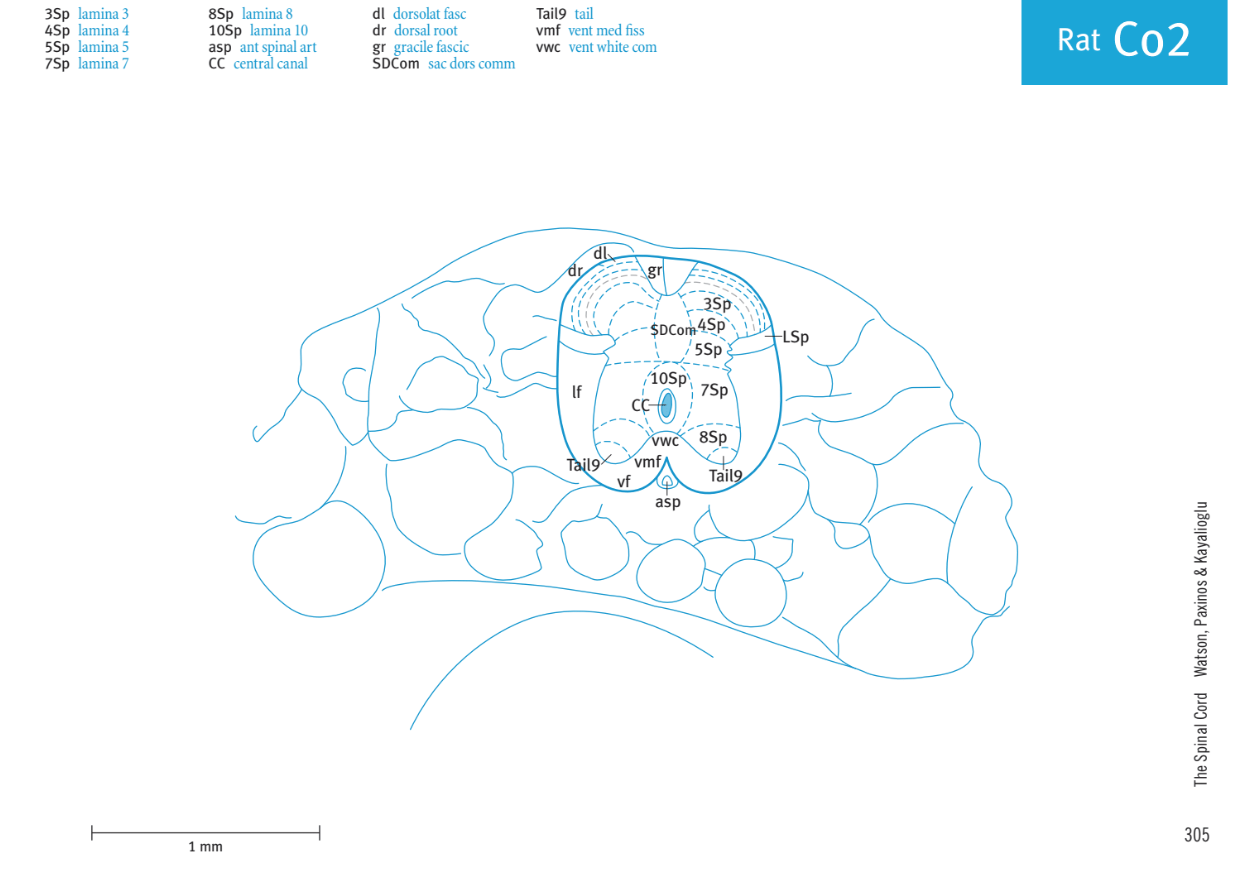 3Sp lamina 3
4Sp lamina 4
5Sp lamina 5
7Sp lamina 7
8Sp lamina 8
10Sp lamina 10
asp ant spinal art
CC central canal
dl dorsolat fasc
dr dorsal root
gr gracile fascic
SDCom sac dors comm
Tail9 tail
vmf vent med fiss
vwc vent white com
Rat Co2
dl
dr
gr
3Sp
SDCom
4Sp
LSp
5Sp
10Sp
lf
7Sp
CC
8Sp
vwc
Tail9
vmf
Tail9
vf
asp
The Spinal Cord Watson, Paxinos & Kayalioglu
1 mm
305